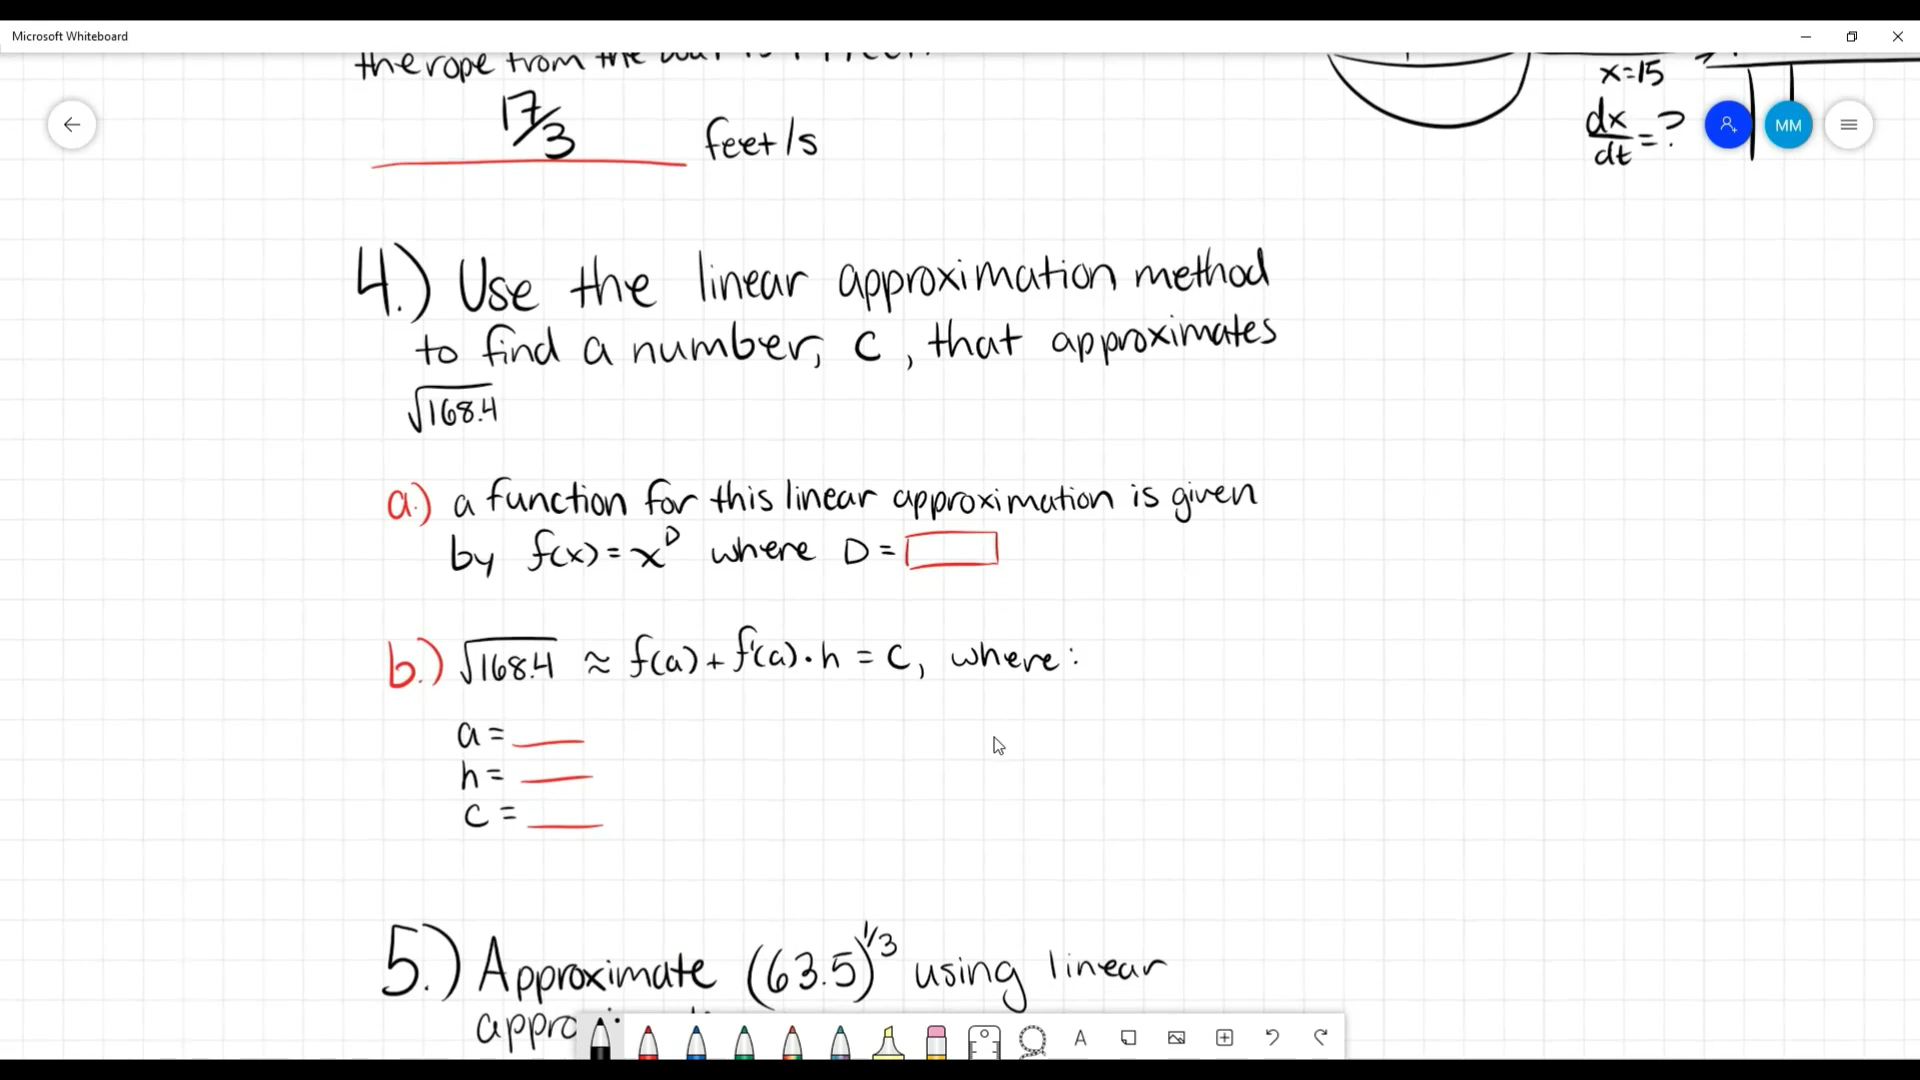 Microsoft Whiteboard
the rope from the
x=15
17/3 feet/s
dx/dt = ?
MM
4.) Use the linear approximation method
to find a number, C, that approximates
√168.4
a.) a function for this linear approximation is given
by f(x) = x^D where D =
b.) √168.4 ≈ f(a) + f'(a) · h = C, where:
a =
h =
C =
5.) Approximate (63.5)^1/3 using linear
A